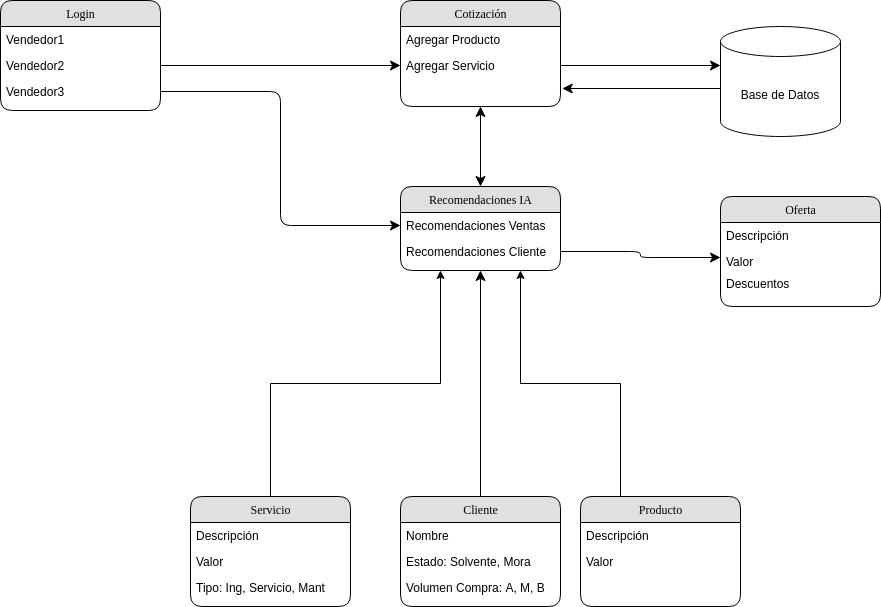 Login
Vendedor1
Vendedor2
Vendedor3
Cotización
Agregar Producto
Agregar Servicio
Base de Datos
Recomendaciones IA
Recomendaciones Ventas
Recomendaciones Cliente
Oferta
Descripción
Valor
Descuentos
Servicio
Descripción
Valor
Tipo: Ing, Servicio, Mant
Cliente
Nombre
Estado: Solvente, Mora
Volumen Compra: A, M, B
Producto
Descripción
Valor